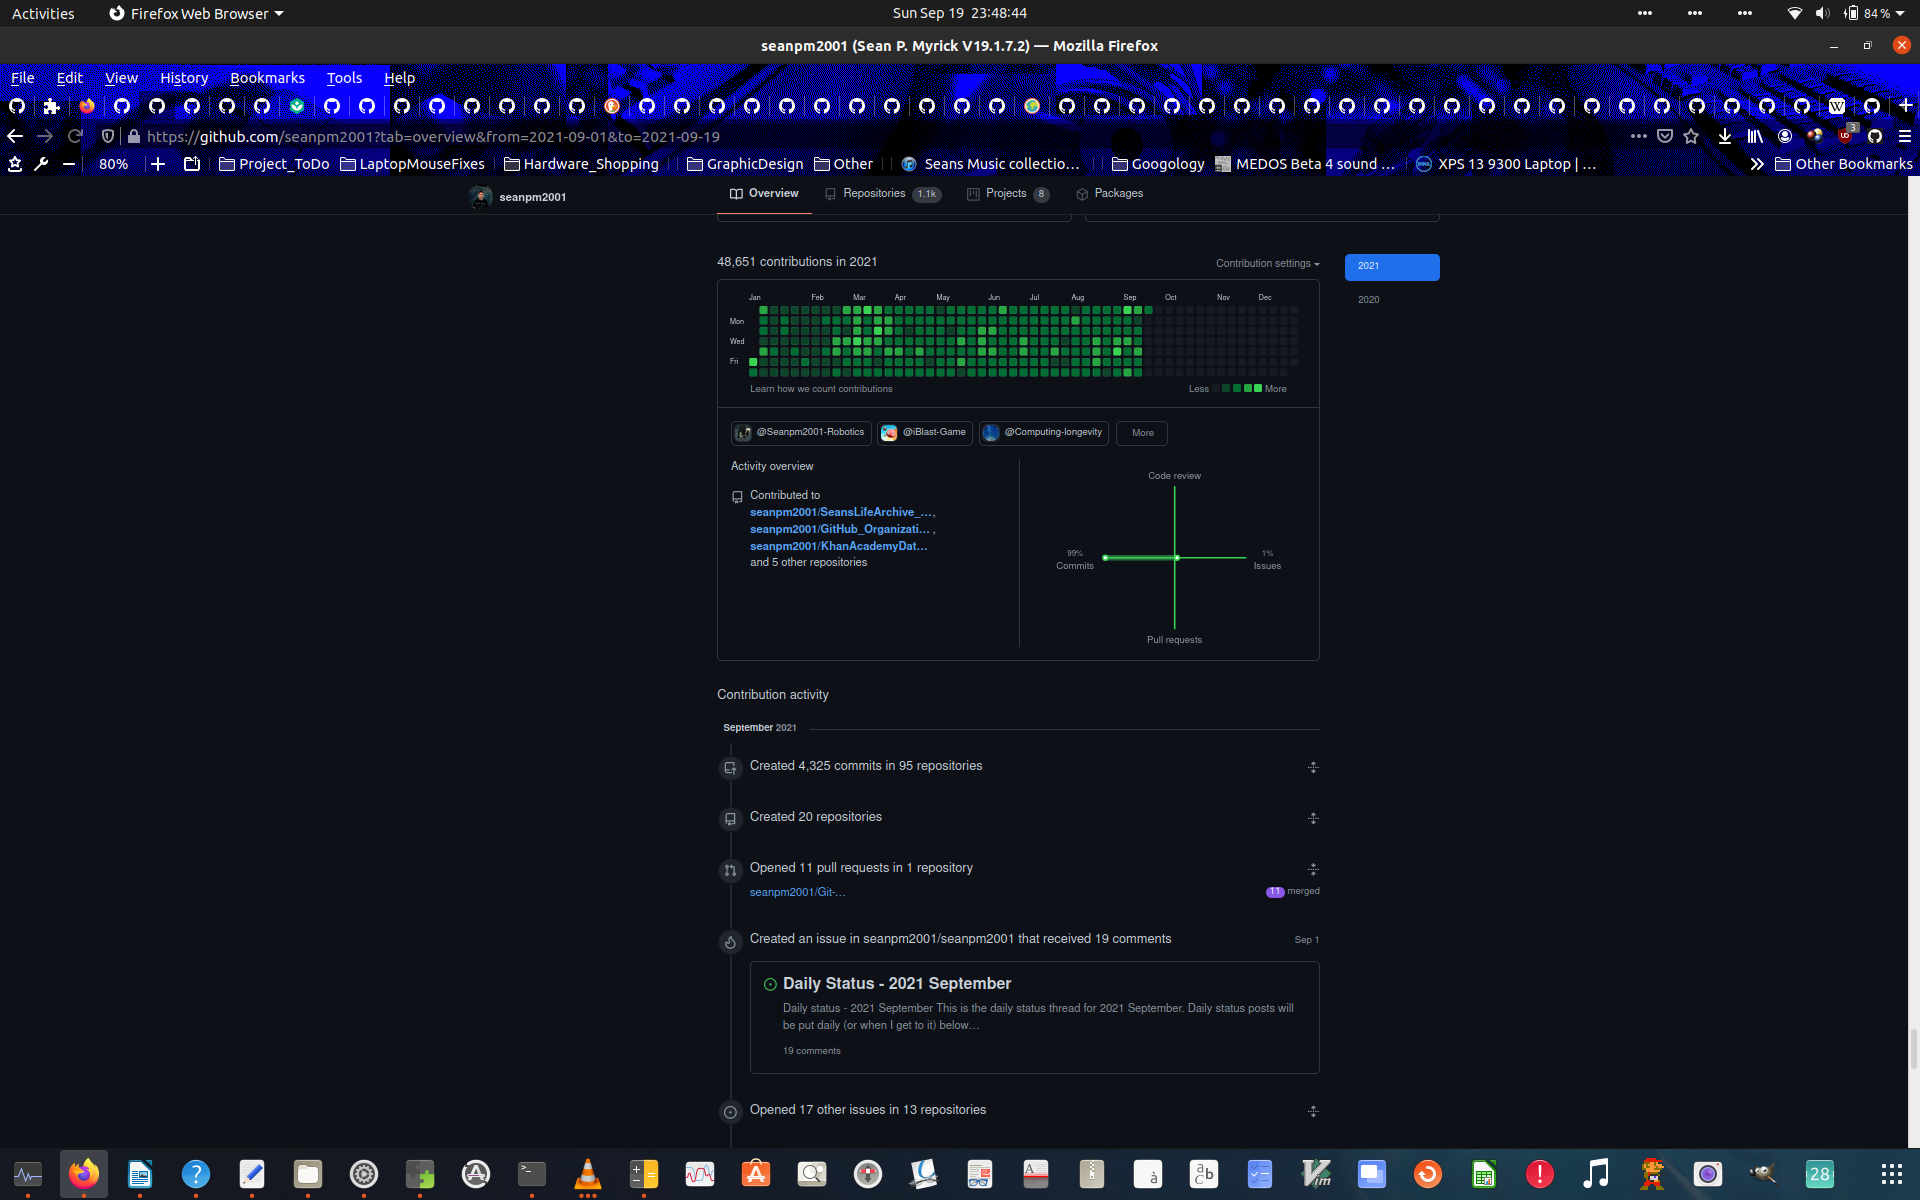 Activities
Firefox Web Browser
Sun Sep 19 23:48:44
84 %
seanpm2001 (Sean P. Myrick V19.1.7.2) — Mozilla Firefox
File Edit View History Bookmarks Tools Help
https://github.com/seanpm2001?tab=overview&from=2021-09-01&to=2021-09-19
3
80%
Project_ToDo
LaptopMouseFixes
Hardware_Shopping
GraphicDesign
Other
Seans Music collectio…
Googology
MEDOS Beta 4 sound …
XPS 13 9300 Laptop | …
Other Bookmarks
seanpm2001
Overview
Repositories 1.1k
Projects 8
Packages
48,651 contributions in 2021
Contribution settings
2021
2020
Jan Feb Mar Apr May Jun Jul Aug Sep Oct Nov Dec
Mon
Wed
Fri
Learn how we count contributions
Less More
@Seanpm2001-Robotics
@iBlast-Game
@Computing-longevity
More
Activity overview
Contributed to
seanpm2001/SeansLifeArchive_…,
seanpm2001/GitHub_Organizati… ,
seanpm2001/KhanAcademyDat…
and 5 other repositories
Code review
99%
Commits
1%
Issues
Pull requests
Contribution activity
September 2021
Created 4,325 commits in 95 repositories
Created 20 repositories
Opened 11 pull requests in 1 repository
seanpm2001/Git-…
11 merged
Created an issue in seanpm2001/seanpm2001 that received 19 comments
Sep 1
Daily Status - 2021 September
Daily status - 2021 September This is the daily status thread for 2021 September. Daily status posts will
be put daily (or when I get to it) below…
19 comments
Opened 17 other issues in 13 repositories
28